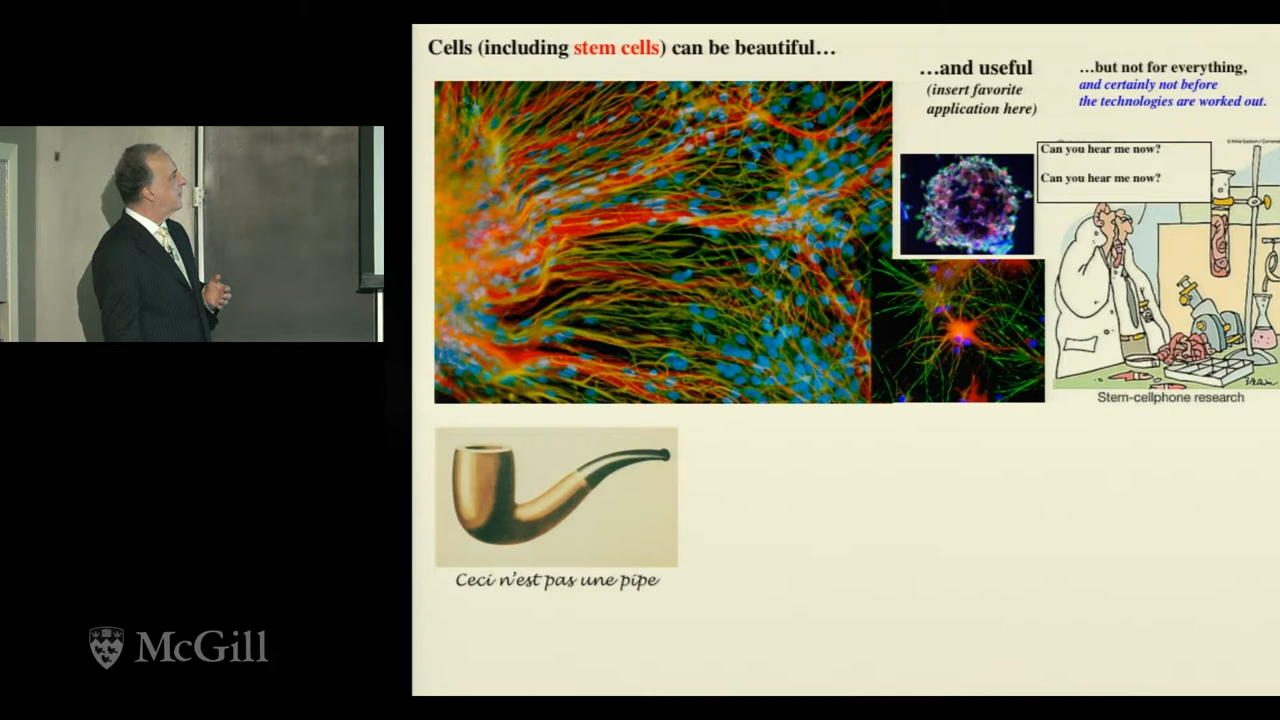 Cells (including stem cells) can be beautiful…
…and useful
(insert favorite
application here)
…but not for everything,
and certainly not before
the technologies are worked out.
Can you hear me now?
Can you hear me now?
Stem-cellphone research
Ceci n'est pas une pipe
McGill